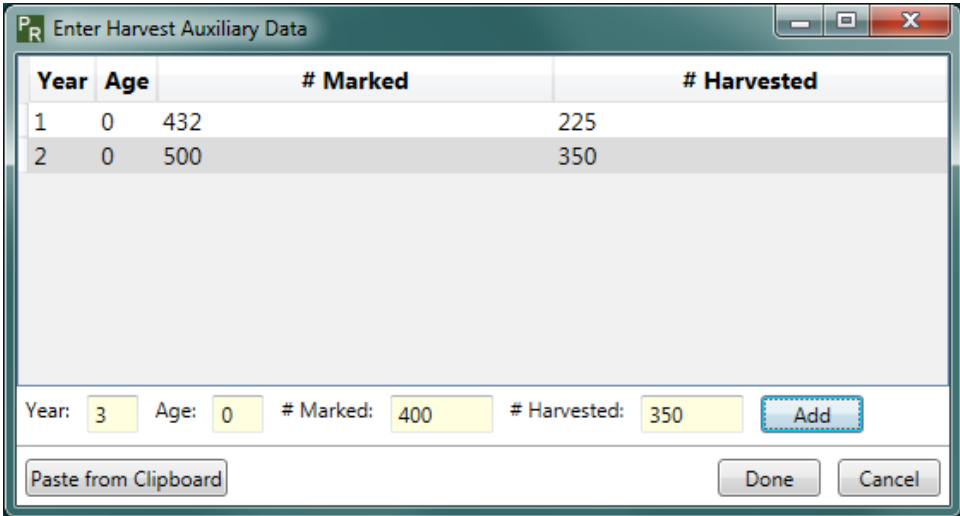 PR Enter Harvest Auxiliary Data
Year Age # Marked # Harvested
1 0 432 225
2 0 500 350
Year: 3 Age: 0 # Marked: 400 # Harvested: 350 Add
Paste from Clipboard Done Cancel